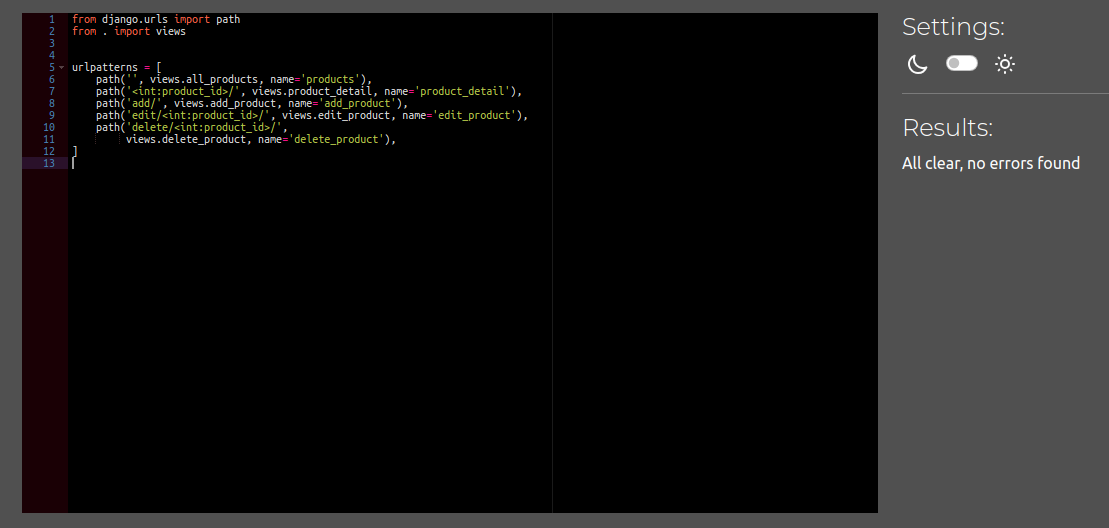 1 from django.urls import path
2 from . import views
3
4
5 urlpatterns = [
6     path('', views.all_products, name='products'),
7     path('<int:product_id>/', views.product_detail, name='product_detail'),
8     path('add/', views.add_product, name='add_product'),
9     path('edit/<int:product_id>/', views.edit_product, name='edit_product'),
10     path('delete/<int:product_id>/',
11          views.delete_product, name='delete_product'),
12 ]
13
Settings:
Results:
All clear, no errors found